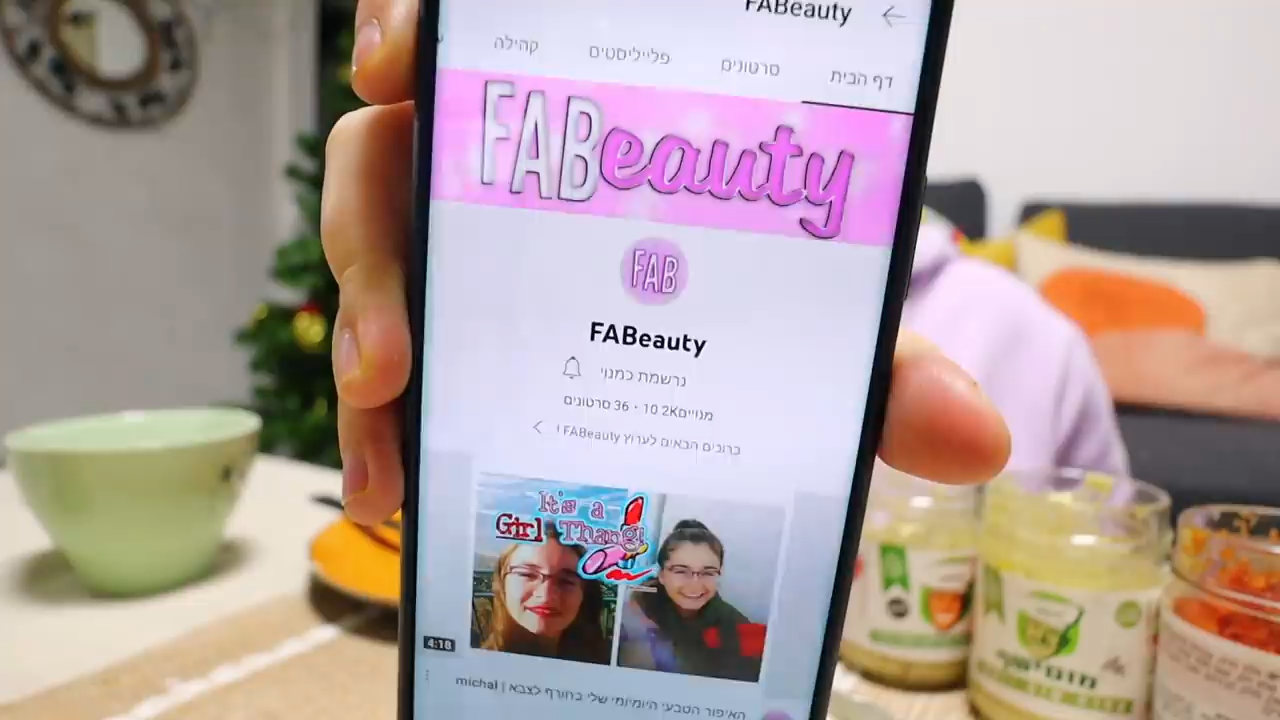 FABeauty
דף הבית סרטונים פלייליסטים קהילה
FABeauty
FAB
FABeauty
נרשמת כמנוי
מנויים 10.2K • 36 סרטונים
ברוכים הבאים לערוץ FABeauty !
It's a
Girl Thang!
4:18
האיפור הטבעי היומיומי שלי בחורף לצבא | michal